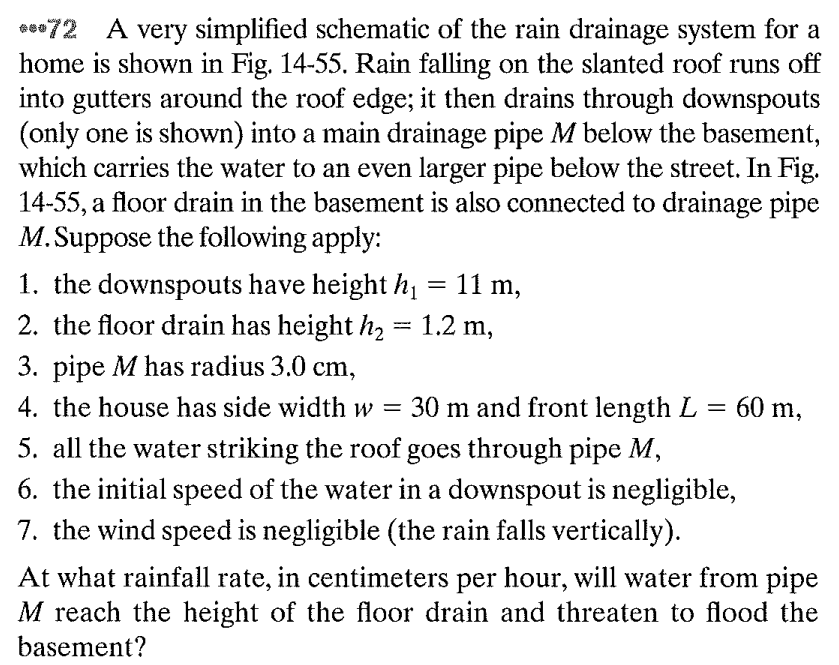 •••72 A very simplified schematic of the rain drainage system for a
home is shown in Fig. 14-55. Rain falling on the slanted roof runs off
into gutters around the roof edge; it then drains through downspouts
(only one is shown) into a main drainage pipe M below the basement,
which carries the water to an even larger pipe below the street. In Fig.
14-55, a floor drain in the basement is also connected to drainage pipe
M. Suppose the following apply:
1. the downspouts have height h₁ = 11 m,
2. the floor drain has height h₂ = 1.2 m,
3. pipe M has radius 3.0 cm,
4. the house has side width w = 30 m and front length L = 60 m,
5. all the water striking the roof goes through pipe M,
6. the initial speed of the water in a downspout is negligible,
7. the wind speed is negligible (the rain falls vertically).
At what rainfall rate, in centimeters per hour, will water from pipe
M reach the height of the floor drain and threaten to flood the
basement?